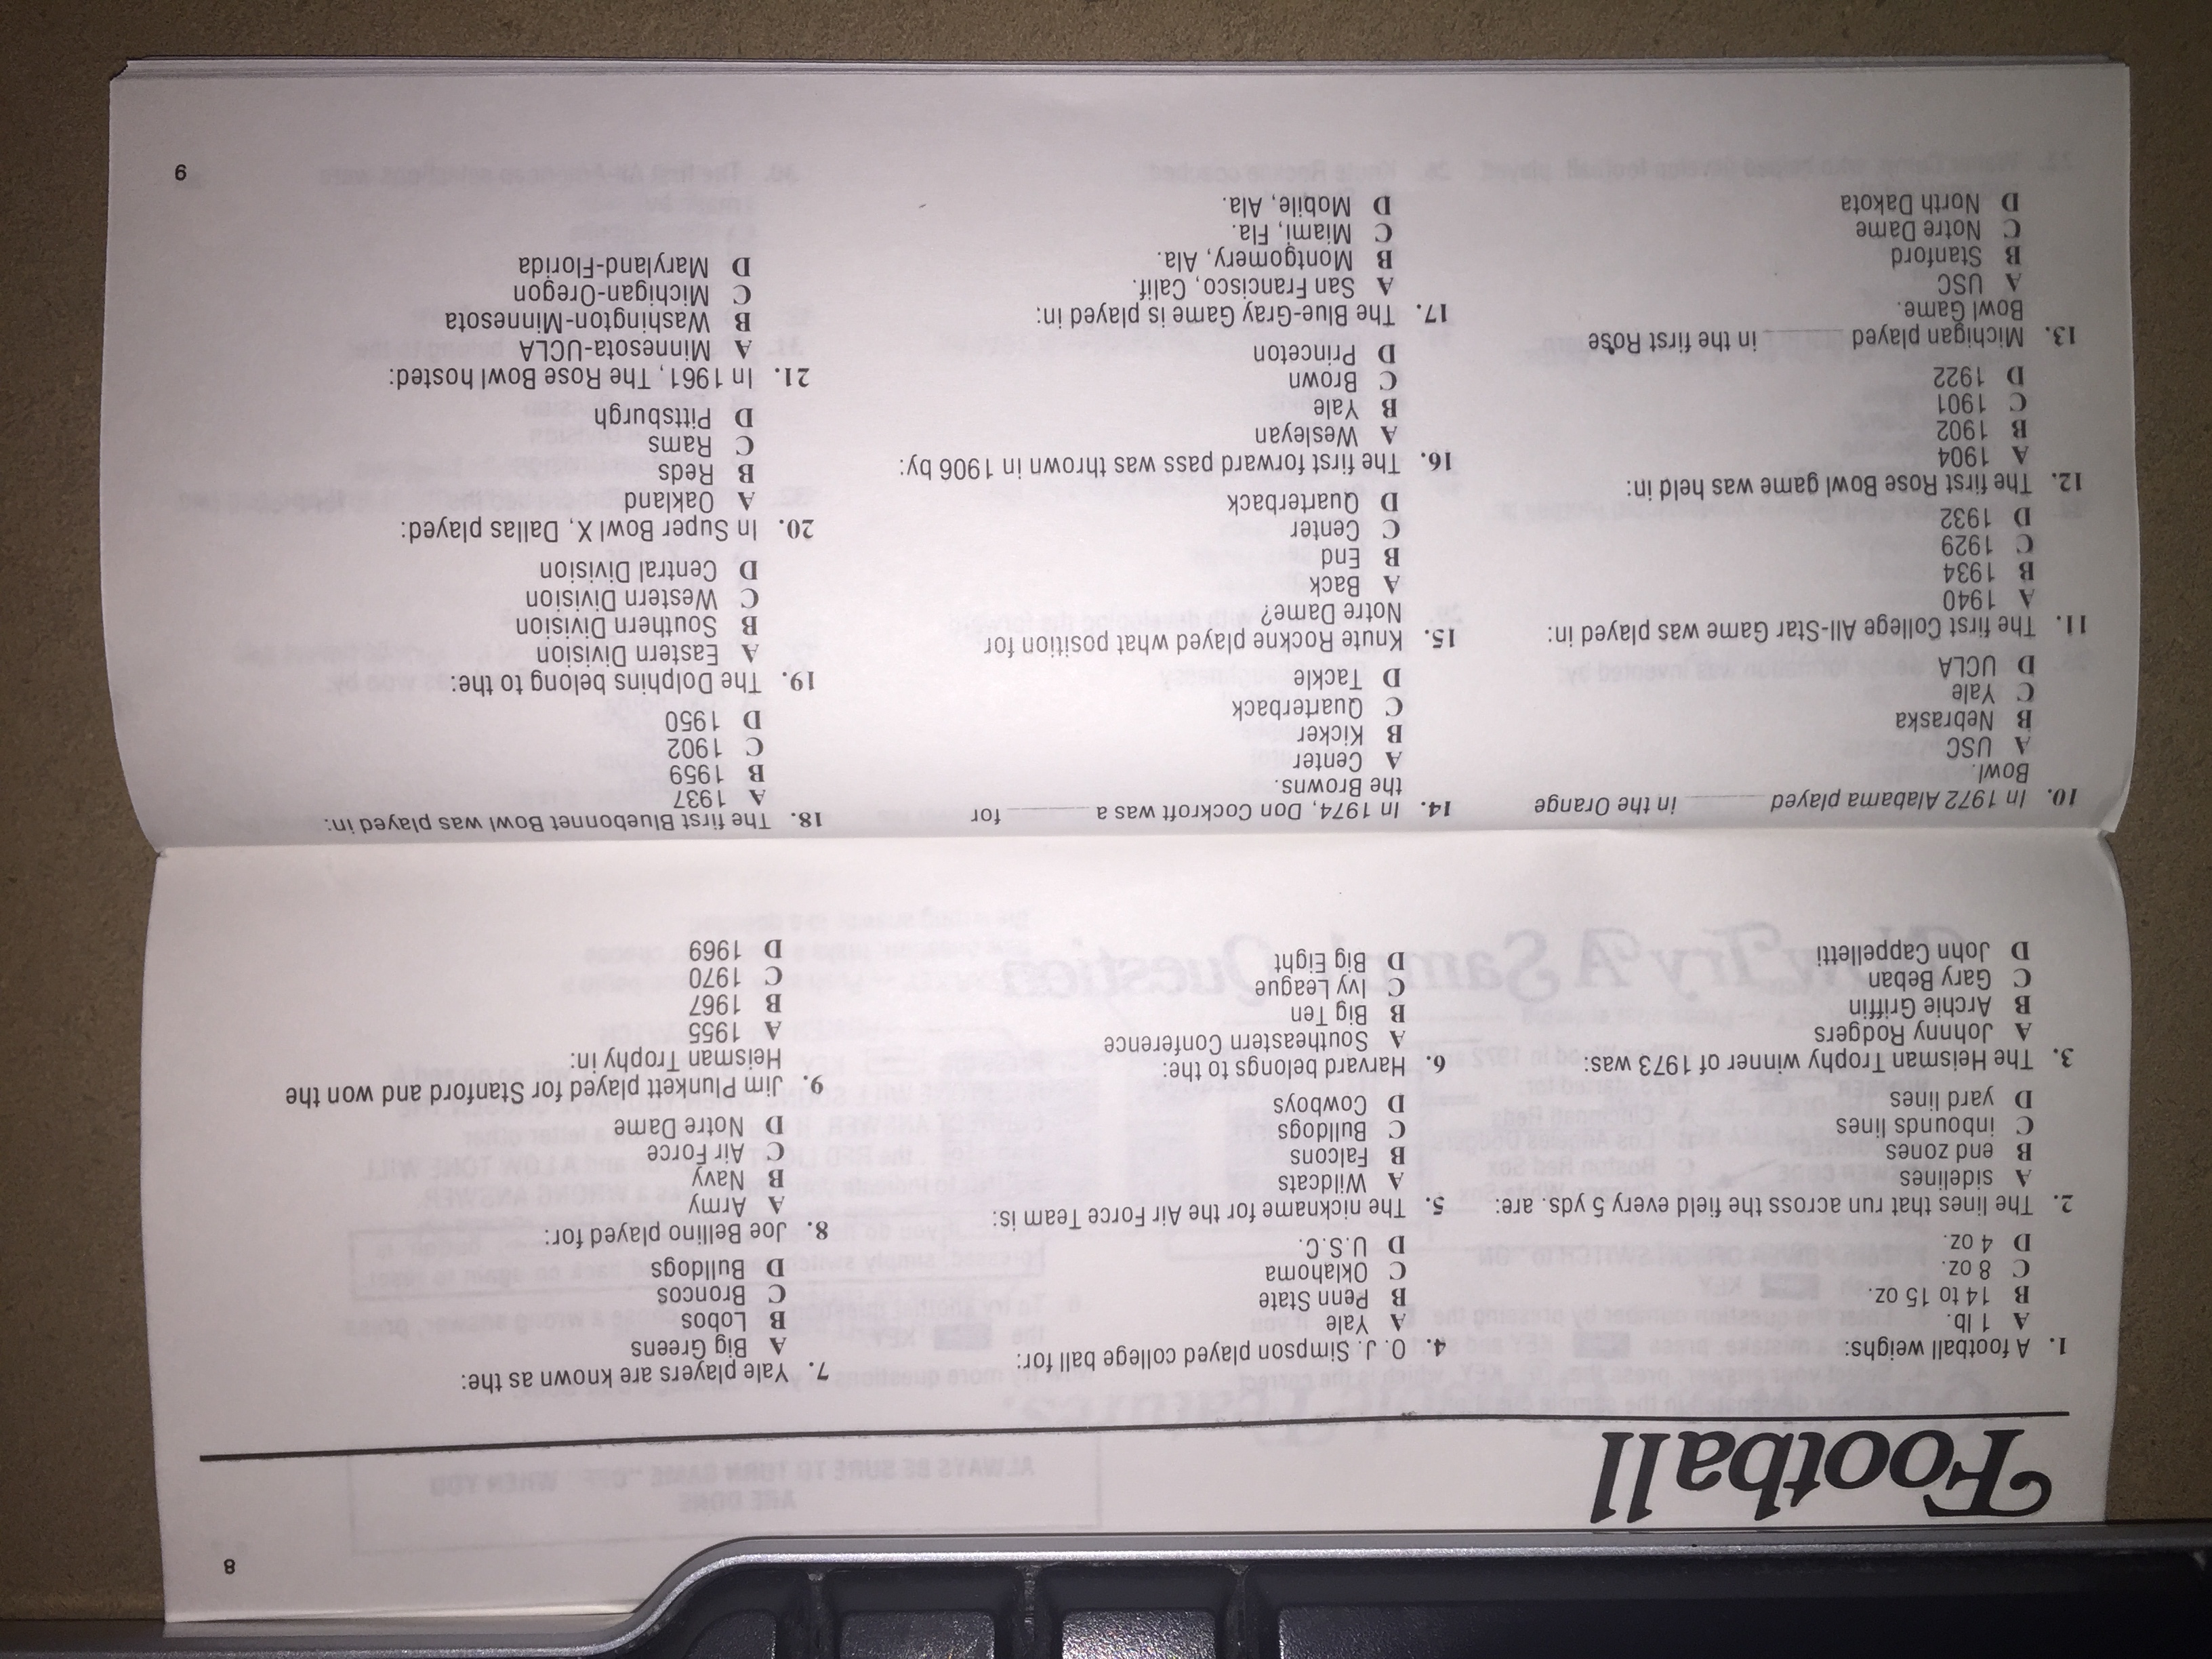 8
Football
1. A football weighs:
A 1 lb.
B 14 to 15 oz.
C 8 oz.
D 4 oz.
2. The lines that run across the field every 5 yds. are:
A sidelines
B end zones
C inbounds lines
D yard lines
3. The Heisman Trophy winner of 1973 was:
A Johnny Rodgers
B Archie Griffin
C Gary Beban
D John Cappelletti
4. O. J. Simpson played college ball for:
A Yale
B Penn State
C Oklahoma
D U.S.C.
5. The nickname for the Air Force Team is:
A Wildcats
B Falcons
C Bulldogs
D Cowboys
6. Harvard belongs to the:
A Southeastern Conference
B Big Ten
C Ivy League
D Big Eight
7. Yale players are known as the:
A Big Greens
B Lobos
C Broncos
D Bulldogs
8. Joe Bellino played for:
A Army
B Navy
C Air Force
D Notre Dame
9. Jim Plunkett played for Stanford and won the
Heisman Trophy in:
A 1955
B 1967
C 1970
D 1969
10. In 1972 Alabama played ______ in the Orange
Bowl.
A USC
B Nebraska
C Yale
D UCLA
11. The first College All-Star Game was played in:
A 1940
B 1934
C 1929
D 1932
12. The first Rose Bowl game was held in:
A 1904
B 1902
C 1901
D 1922
13. Michigan played ______ in the first Rose
Bowl Game.
A USC
B Stanford
C Notre Dame
D North Dakota
14. In 1974, Don Cockroft was a ______ for
the Browns.
A Center
B Kicker
C Quarterback
D Tackle
15. Knute Rockne played what position for
Notre Dame?
A Back
B End
C Center
D Quarterback
16. The first forward pass was thrown in 1906 by:
A Wesleyan
B Yale
C Brown
D Princeton
17. The Blue-Gray Game is played in:
A San Francisco, Calif.
B Montgomery, Ala.
C Miami, Fla.
D Mobile, Ala.
18. The first Bluebonnet Bowl was played in:
A 1937
B 1959
C 1902
D 1950
19. The Dolphins belong to the:
A Eastern Division
B Southern Division
C Western Division
D Central Division
20. In Super Bowl X, Dallas played:
A Oakland
B Reds
C Rams
D Pittsburgh
21. In 1961, The Rose Bowl hosted:
A Minnesota-UCLA
B Washington-Minnesota
C Michigan-Oregon
D Maryland-Florida
9